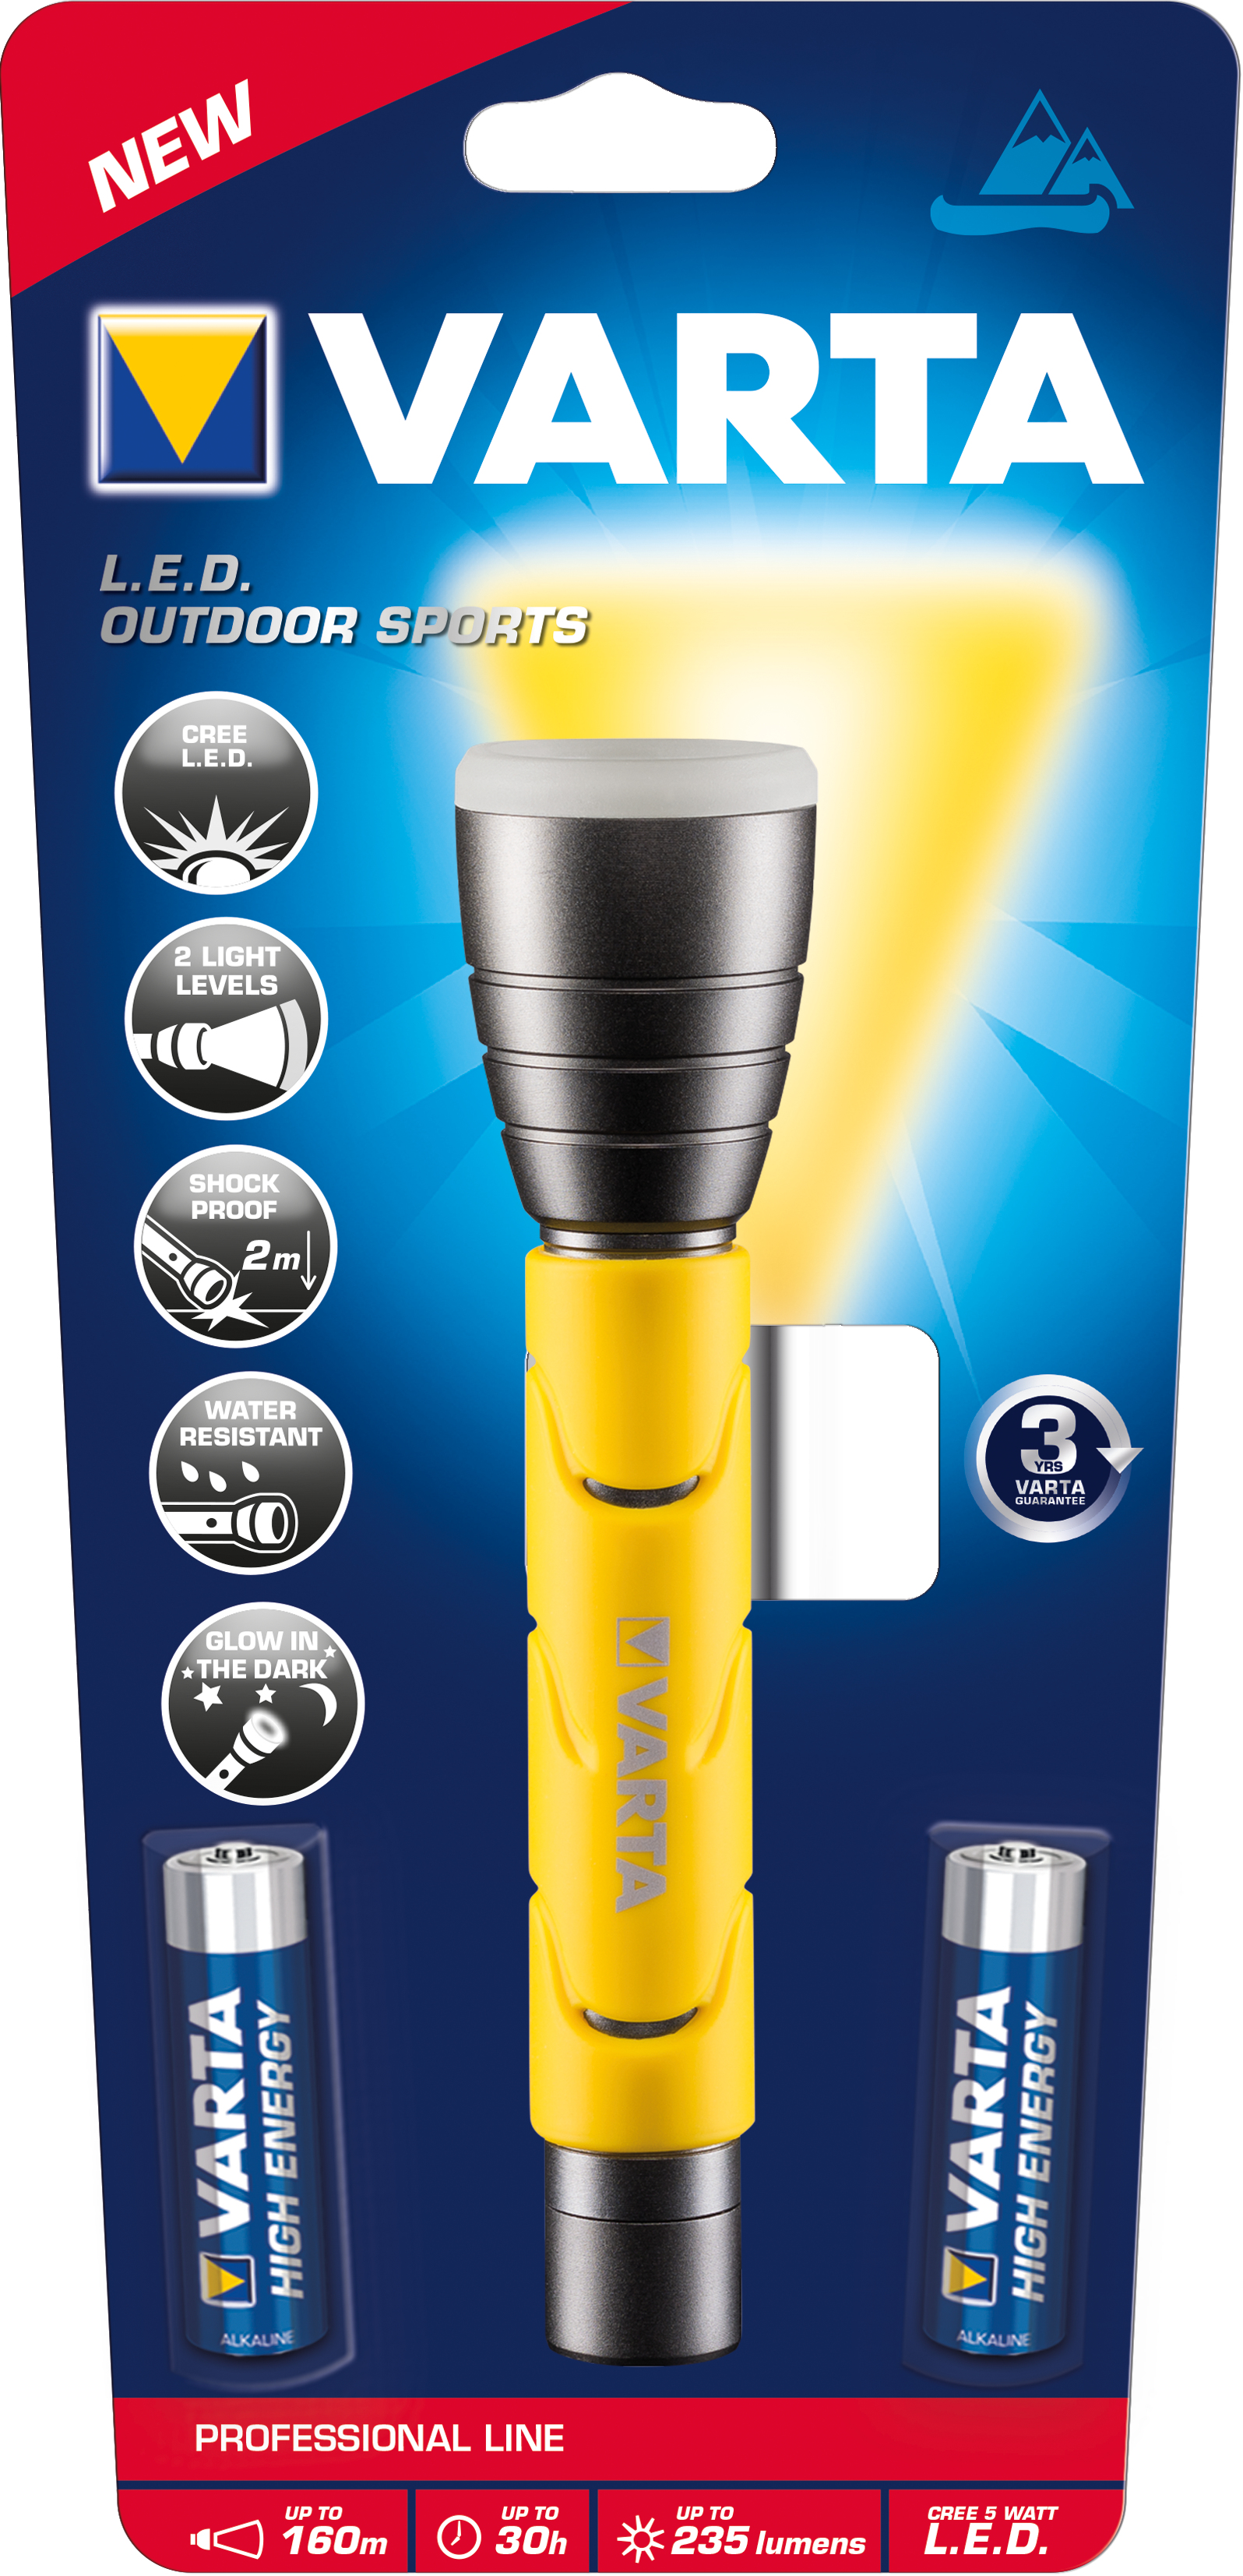 NEW
VARTA
L.E.D.
OUTDOOR SPORTS
CREE
L.E.D.
2 LIGHT
LEVELS
SHOCK
PROOF
2m
WATER
RESISTANT
3
YRS
VARTA
GUARANTEE
GLOW IN
THE DARK
VARTA
VARTA
HIGH ENERGY
ALKALINE
VARTA
HIGH ENERGY
ALKALINE
PROFESSIONAL LINE
UP TO
160m
UP TO
30h
UP TO
235 lumens
CREE 5 WATT
L.E.D.